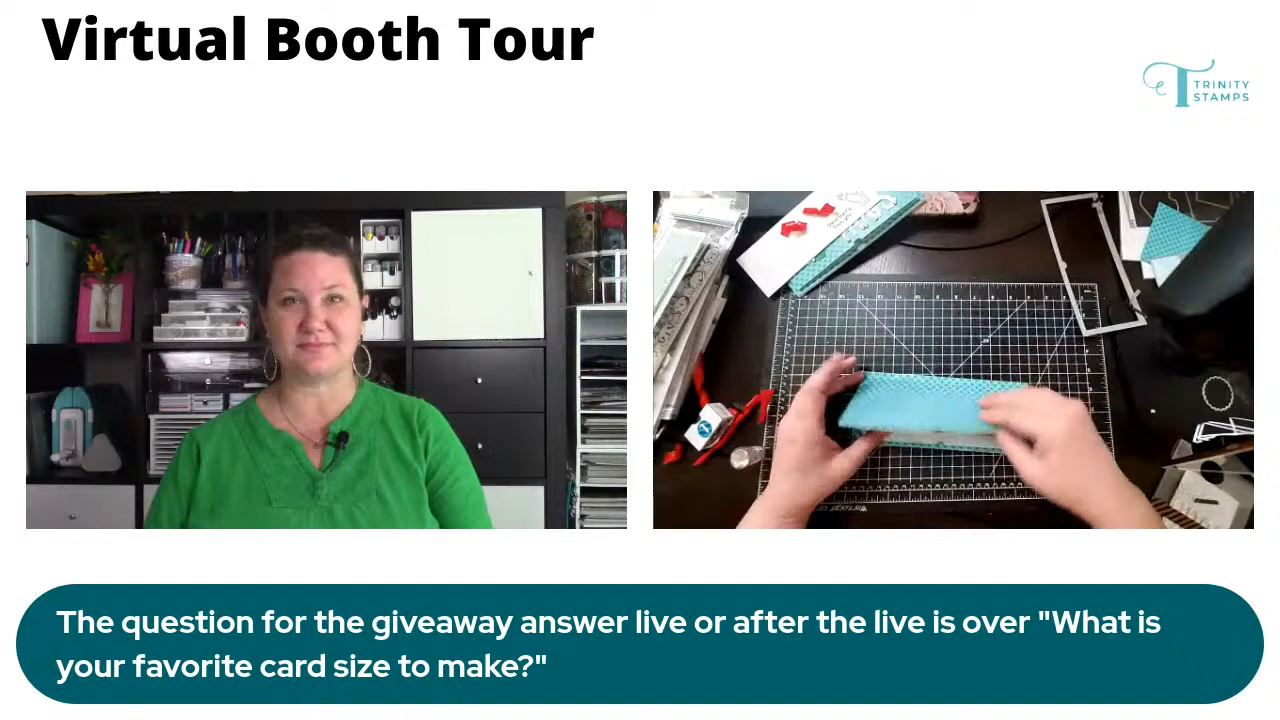 Virtual Booth Tour
TRINITY
STAMPS
The question for the giveaway answer live or after the live is over "What is
your favorite card size to make?"